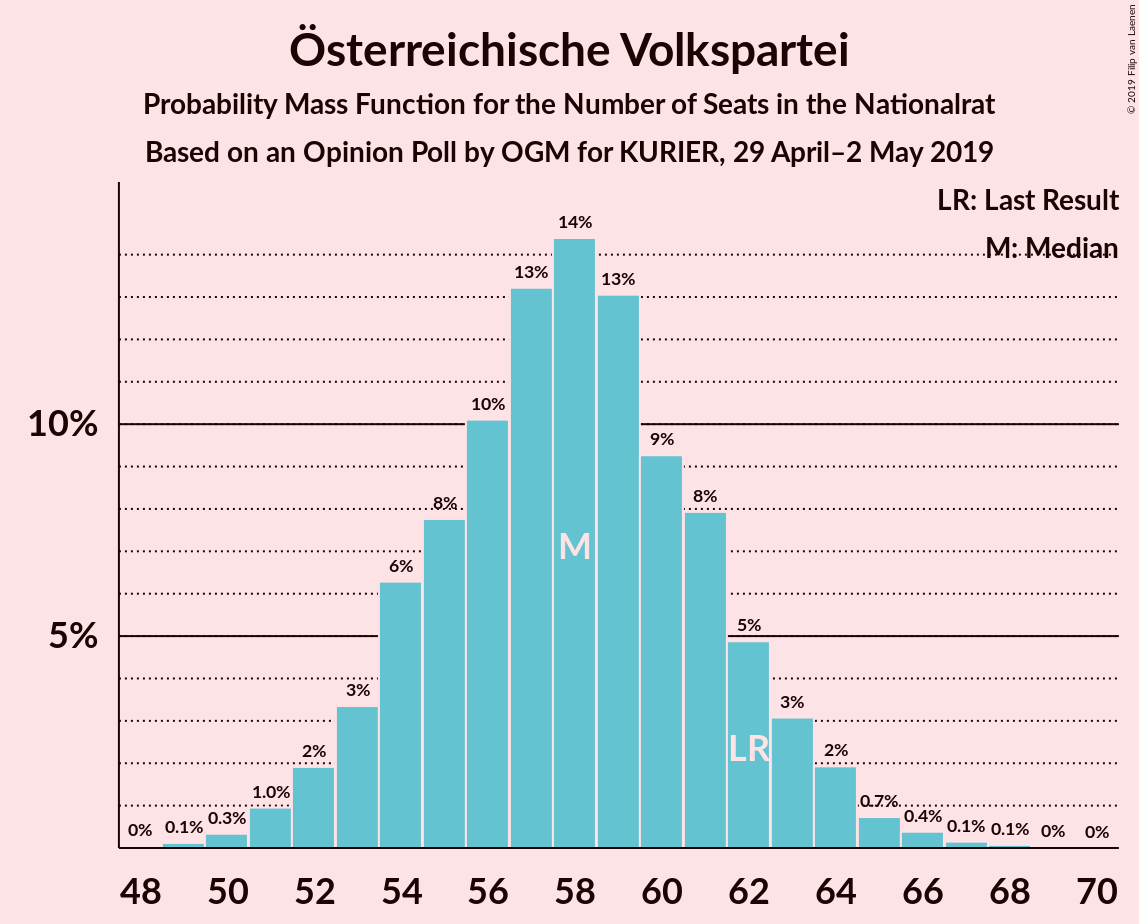 Österreichische Volkspartei
Probability Mass Function for the Number of Seats in the Nationalrat
Based on an Opinion Poll by OGM for KURIER, 29 April–2 May 2019
© 2019 Filip van Laenen
LR: Last Result
M: Median
10%
5%
0%
0.1%
0.3%
1.0%
2%
3%
6%
8%
10%
13%
14%
13%
9%
8%
5%
3%
2%
0.7%
0.4%
0.1%
0.1%
0%
0%
M
LR
48 50 52 54 56 58 60 62 64 66 68 70